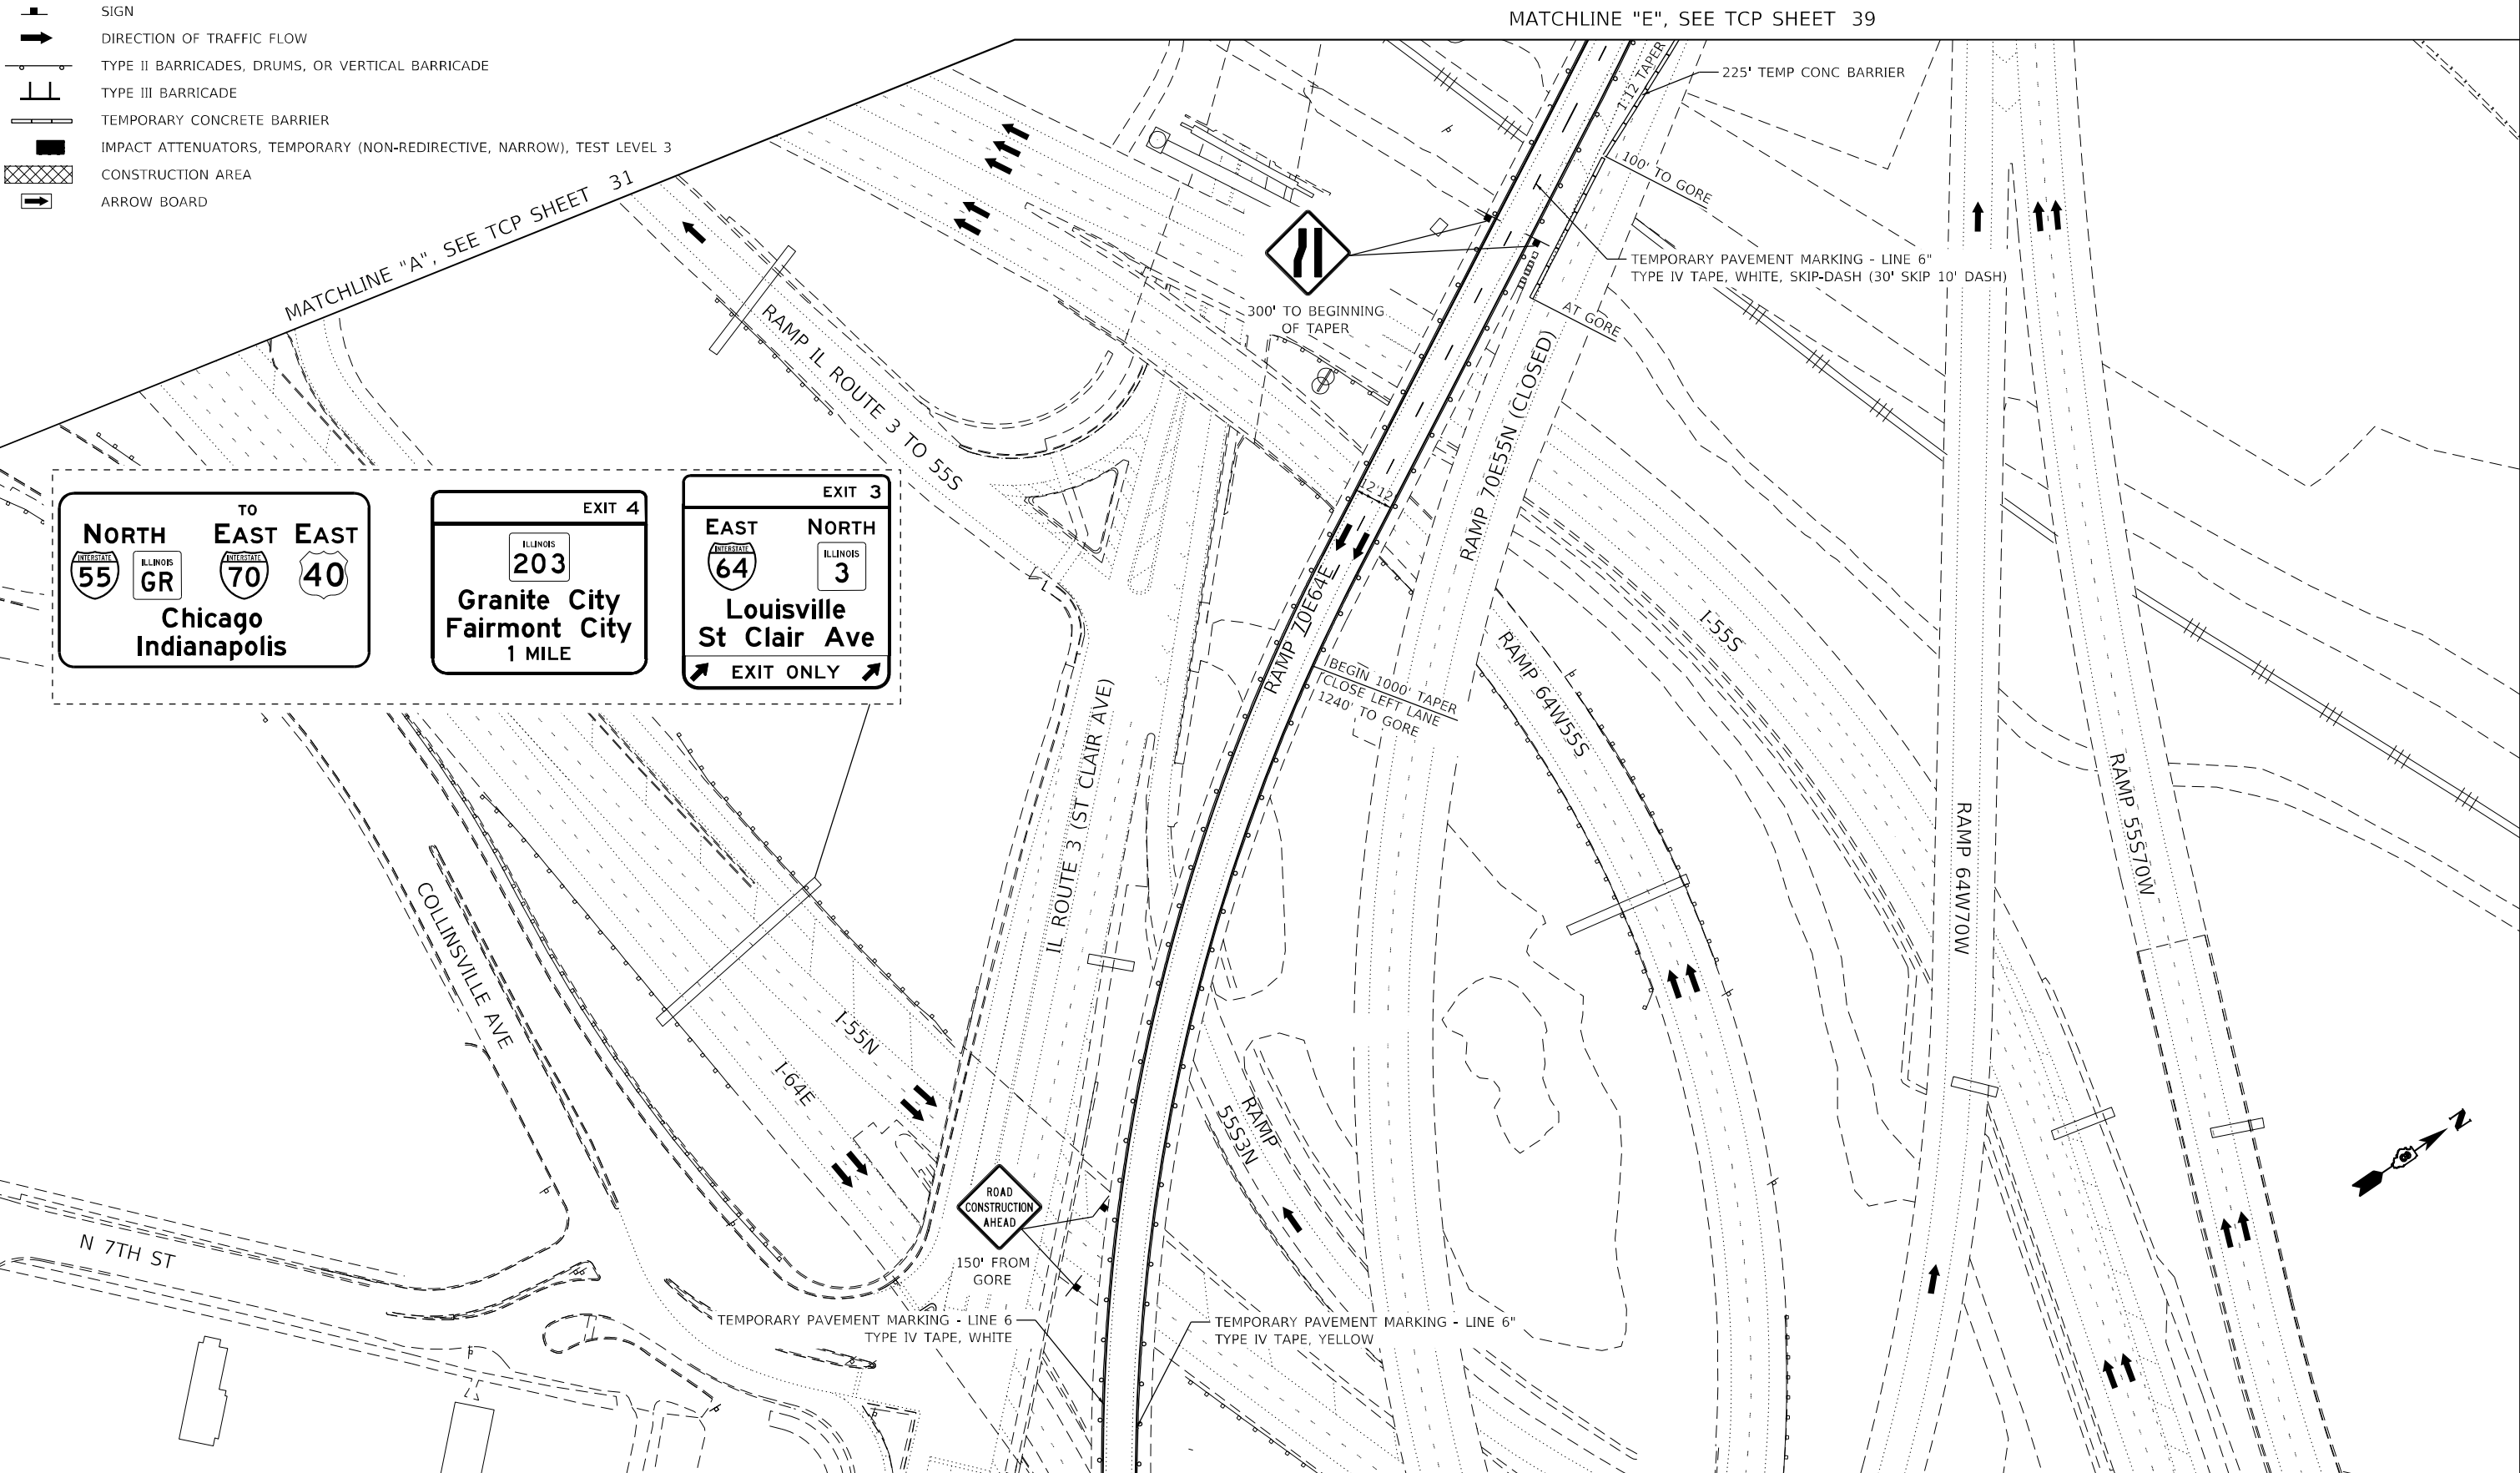 SIGN
DIRECTION OF TRAFFIC FLOW
TYPE II BARRICADES, DRUMS, OR VERTICAL BARRICADE
TYPE III BARRICADE
TEMPORARY CONCRETE BARRIER
IMPACT ATTENUATORS, TEMPORARY (NON-REDIRECTIVE, NARROW), TEST LEVEL 3
CONSTRUCTION AREA
ARROW BOARD
MATCHLINE "E", SEE TCP SHEET 39
MATCHLINE "A", SEE TCP SHEET 31
1:12 TAPER
225' TEMP CONC BARRIER
100' TO GORE
TEMPORARY PAVEMENT MARKING - LINE 6"
TYPE IV TAPE, WHITE, SKIP-DASH (30' SKIP 10' DASH)
AT GORE
300' TO BEGINNING
OF TAPER
RAMP IL ROUTE 3 TO 55S
RAMP 70E55N (CLOSED)
12'12'
EXIT 4
EXIT 3
NORTH
TO
EAST EAST
INTERSTATE
55
ILLINOIS
GR
INTERSTATE
70
40
Chicago
Indianapolis
ILLINOIS
203
Granite City
Fairmont City
1 MILE
EAST NORTH
INTERSTATE
64
ILLINOIS
3
Louisville
St Clair Ave
EXIT ONLY
RAMP 70E64E
BEGIN 1000' TAPER
CLOSE LEFT LANE
1240' TO GORE
RAMP 64W55S
I-55S
IL ROUTE 3 (ST CLAIR AVE)
RAMP 64W70W
RAMP 55S70W
COLLINSVILLE AVE
I-55N
I-64E
RAMP
55S3N
N
ROAD
CONSTRUCTION
AHEAD
150' FROM
GORE
N 7TH ST
TEMPORARY PAVEMENT MARKING - LINE 6
TYPE IV TAPE, WHITE
TEMPORARY PAVEMENT MARKING - LINE 6"
TYPE IV TAPE, YELLOW